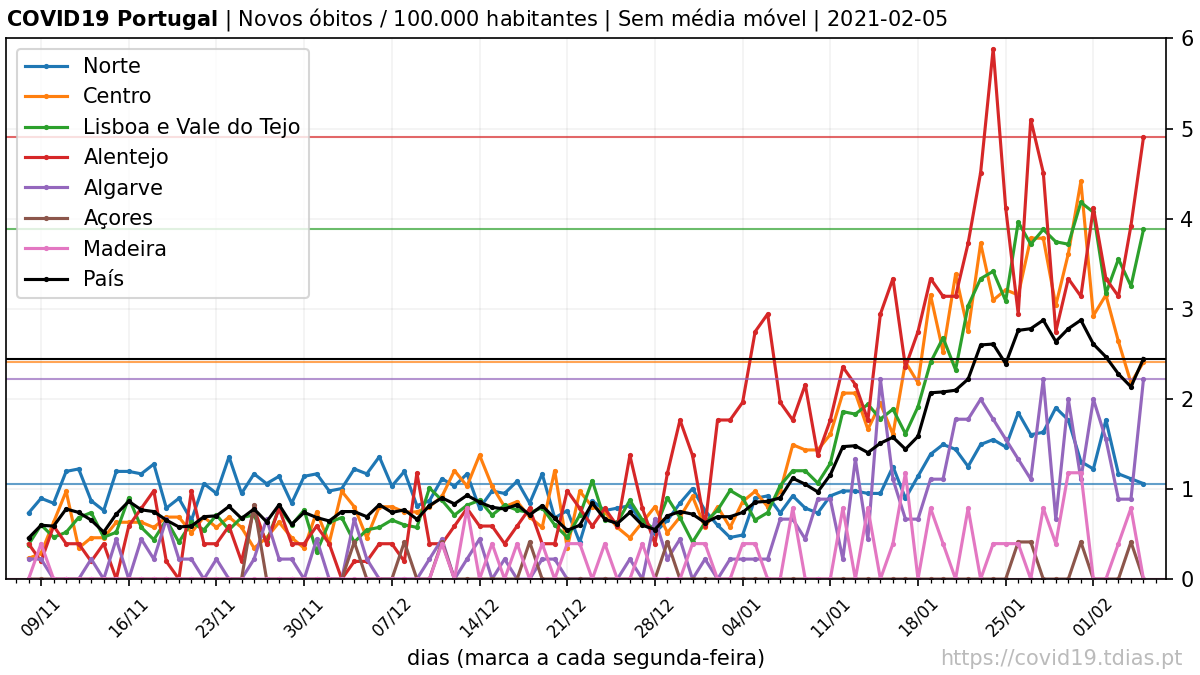 COVID19 Portugal | Novos óbitos / 100.000 habitantes | Sem média móvel | 2021-02-05
Norte
Centro
Lisboa e Vale do Tejo
Alentejo
Algarve
Açores
Madeira
País
6
5
4
3
2
1
0
09/11
16/11
23/11
30/11
07/12
14/12
21/12
28/12
04/01
11/01
18/01
25/01
01/02
dias (marca a cada segunda-feira)
https://covid19.tdias.pt